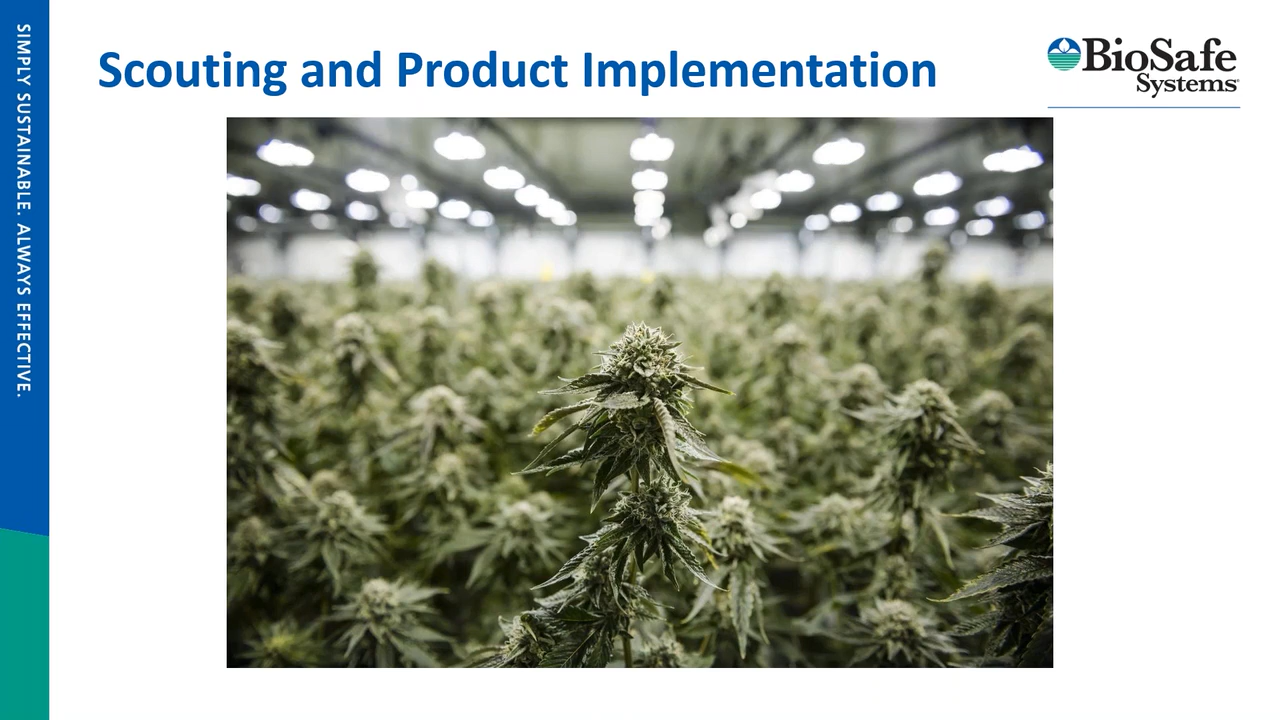 SIMPLY SUSTAINABLE. ALWAYS EFFECTIVE.
Scouting and Product Implementation
BioSafe
Systems